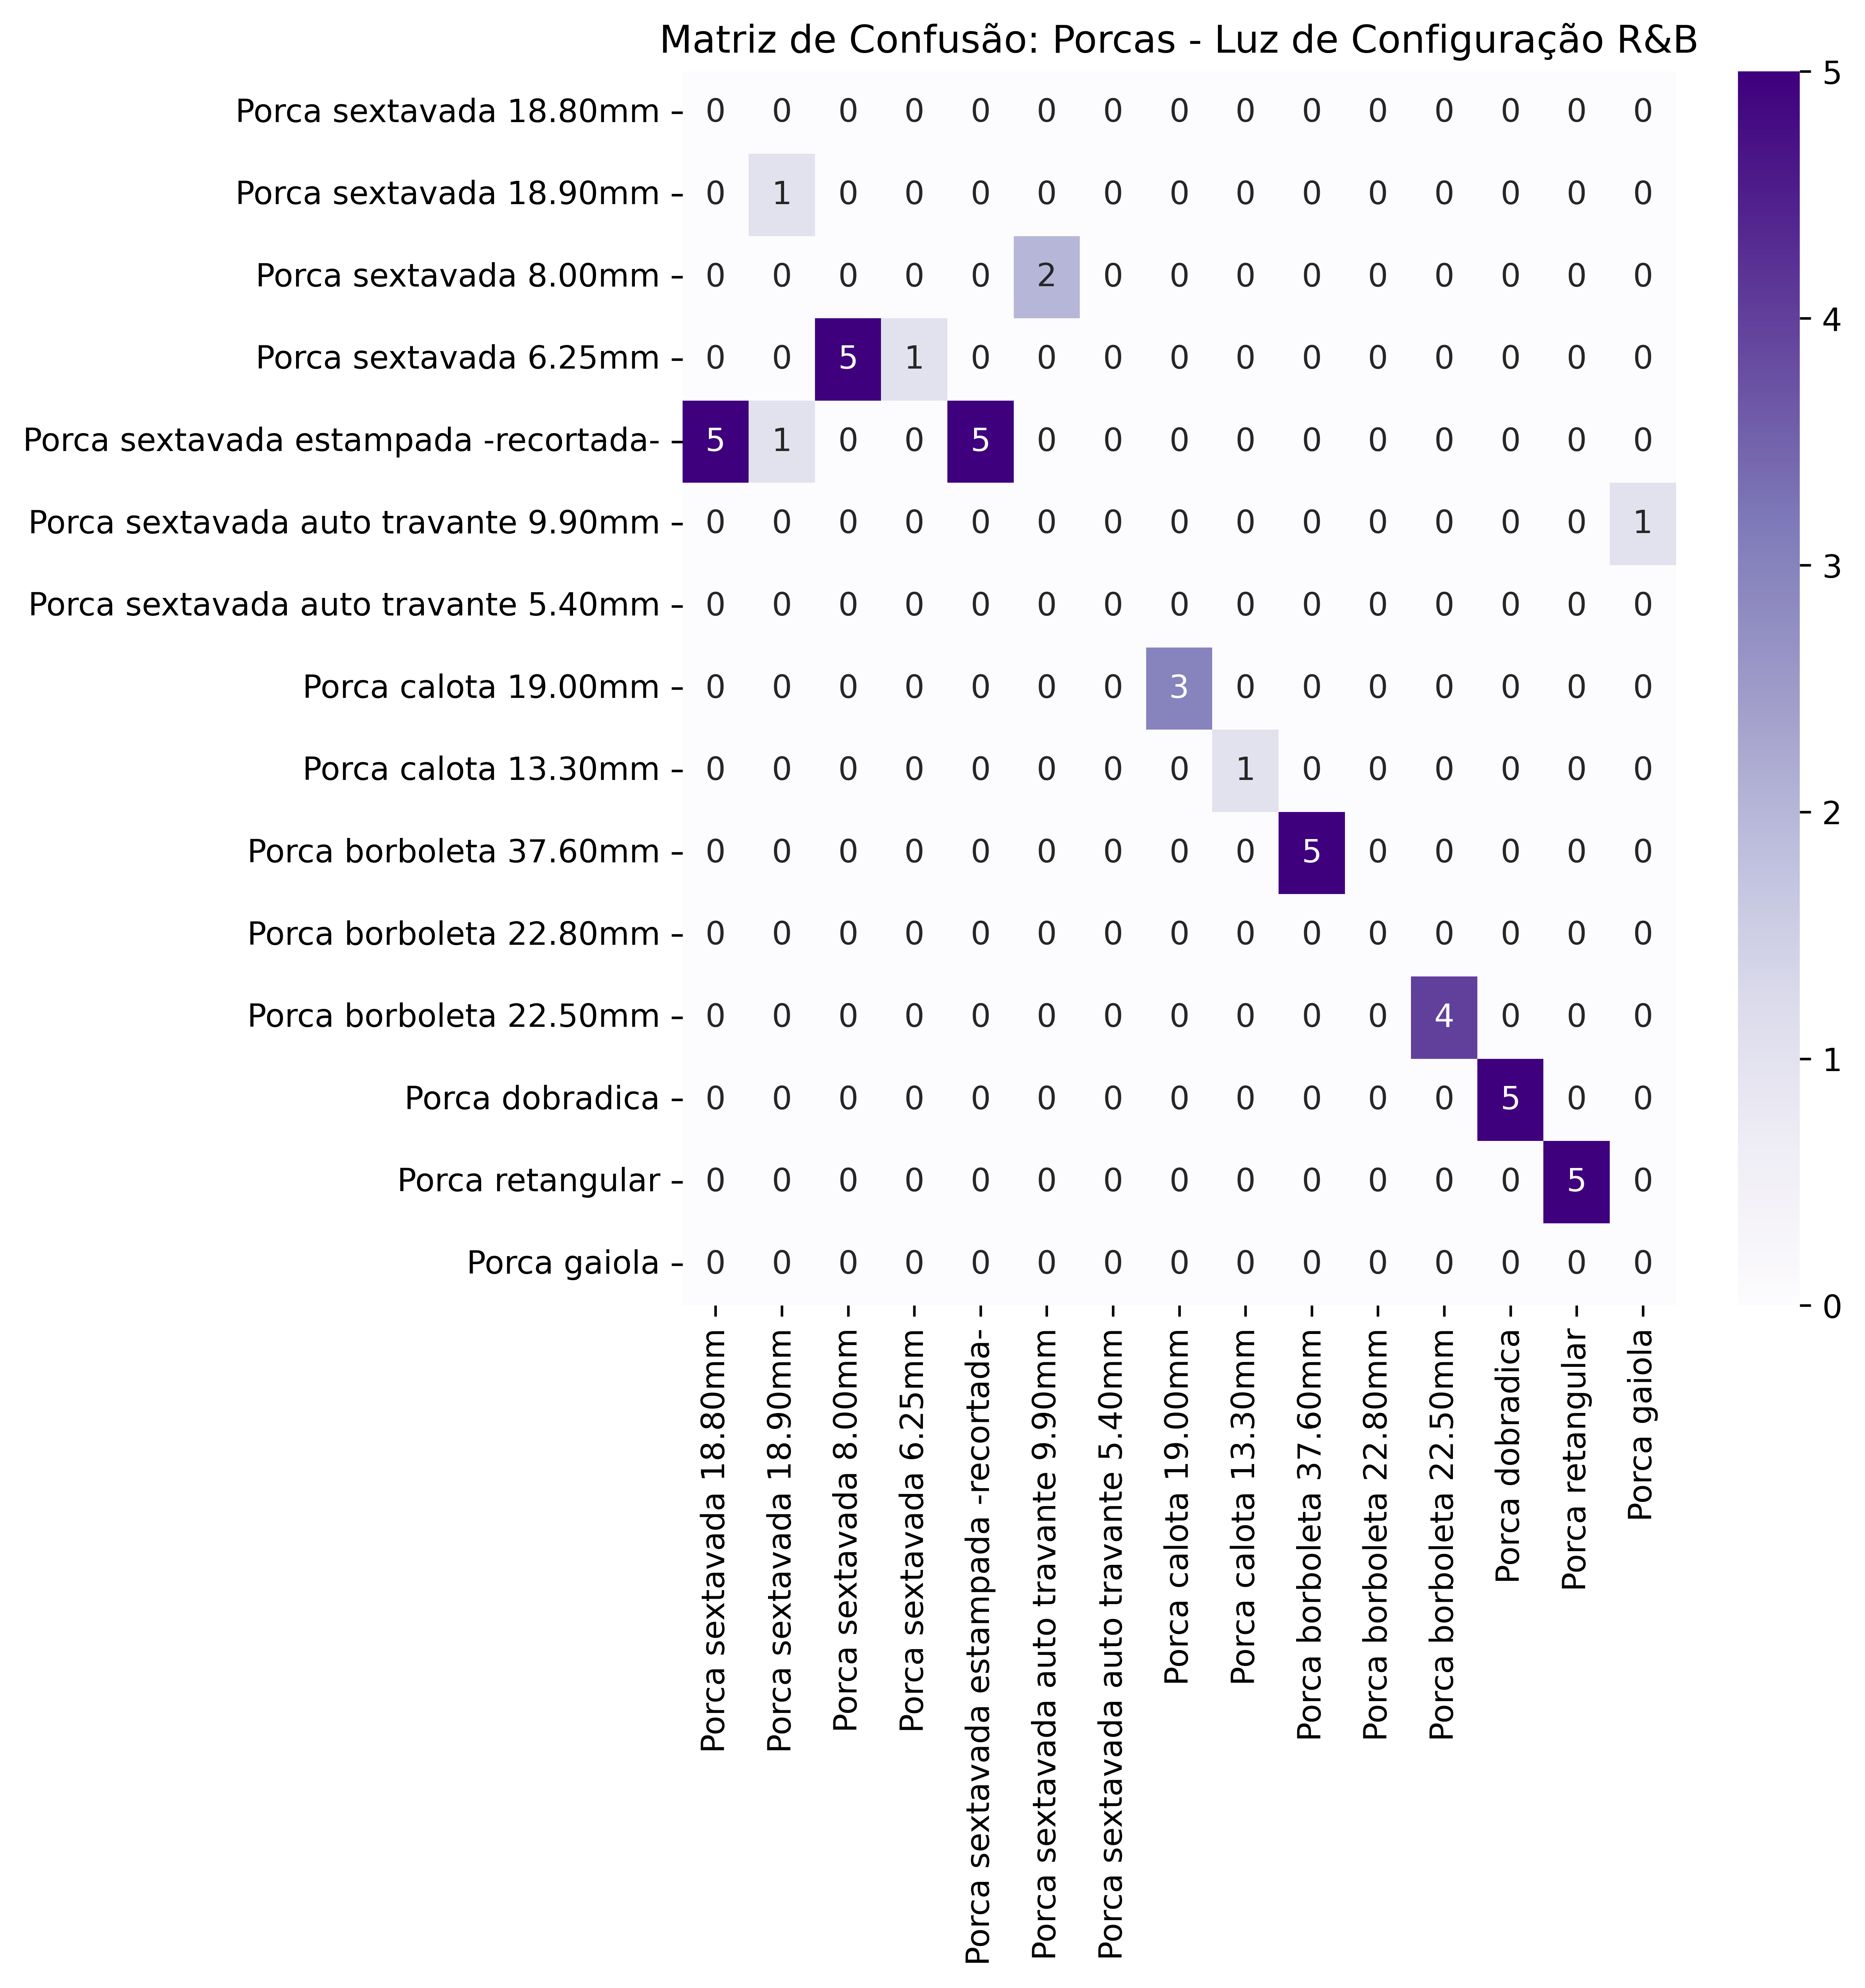 Matriz de Confusão: Porcas - Luz de Configuração R&B
Porca sextavada 18.80mm 0 0 0 0 0 0 0 0 0 0 0 0 0 0 0
Porca sextavada 18.90mm 0 1 0 0 0 0 0 0 0 0 0 0 0 0 0
Porca sextavada 8.00mm 0 0 0 0 0 2 0 0 0 0 0 0 0 0 0
Porca sextavada 6.25mm 0 0 5 1 0 0 0 0 0 0 0 0 0 0 0
Porca sextavada estampada -recortada- 5 1 0 0 5 0 0 0 0 0 0 0 0 0 0
Porca sextavada auto travante 9.90mm 0 0 0 0 0 0 0 0 0 0 0 0 0 0 1
Porca sextavada auto travante 5.40mm 0 0 0 0 0 0 0 0 0 0 0 0 0 0 0
Porca calota 19.00mm 0 0 0 0 0 0 0 3 0 0 0 0 0 0 0
Porca calota 13.30mm 0 0 0 0 0 0 0 0 1 0 0 0 0 0 0
Porca borboleta 37.60mm 0 0 0 0 0 0 0 0 0 5 0 0 0 0 0
Porca borboleta 22.80mm 0 0 0 0 0 0 0 0 0 0 0 0 0 0 0
Porca borboleta 22.50mm 0 0 0 0 0 0 0 0 0 0 0 4 0 0 0
Porca dobradica 0 0 0 0 0 0 0 0 0 0 0 0 5 0 0
Porca retangular 0 0 0 0 0 0 0 0 0 0 0 0 0 5 0
Porca gaiola 0 0 0 0 0 0 0 0 0 0 0 0 0 0 0
Porca sextavada 18.80mm
Porca sextavada 18.90mm
Porca sextavada 8.00mm
Porca sextavada 6.25mm
Porca sextavada estampada -recortada-
Porca sextavada auto travante 9.90mm
Porca sextavada auto travante 5.40mm
Porca calota 19.00mm
Porca calota 13.30mm
Porca borboleta 37.60mm
Porca borboleta 22.80mm
Porca borboleta 22.50mm
Porca dobradica
Porca retangular
Porca gaiola
5
4
3
2
1
0